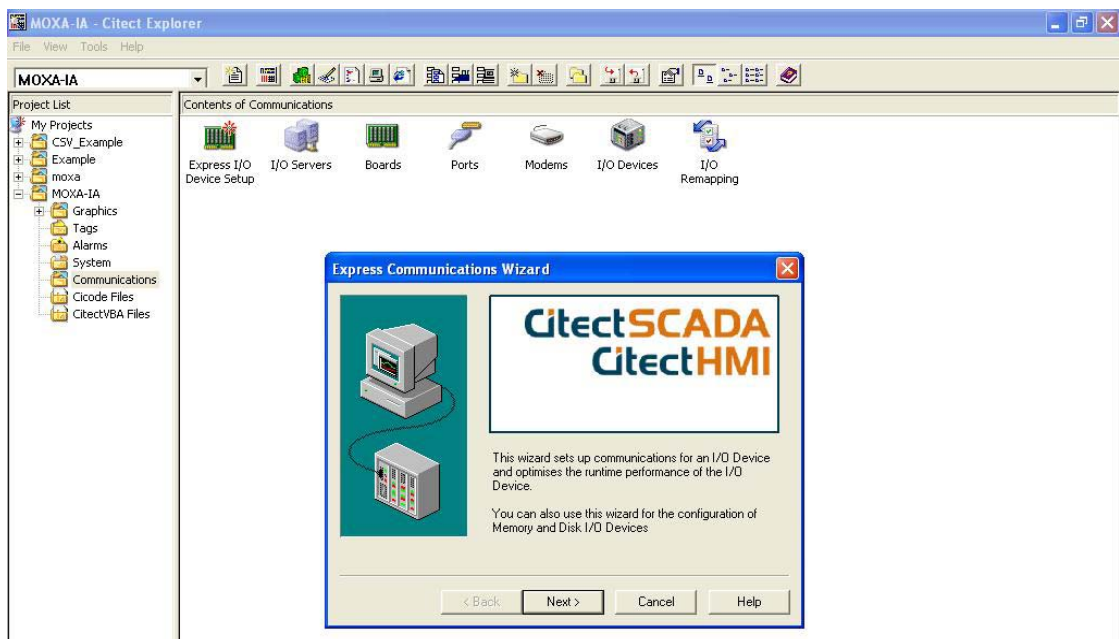 MOXA-IA - Citect Explorer
File View Tools Help
MOXA-IA
Project List
Contents of Communications
My Projects
CSV_Example
Example
moxa
MOXA-IA
Graphics
Tags
Alarms
System
Communications
Cicode Files
CitectVBA Files
Express I/O
Device Setup
I/O Servers
Boards
Ports
Modems
I/O Devices
I/O
Remapping
Express Communications Wizard
CitectSCADA
CitectHMI
This wizard sets up communications for an I/O Device
and optimises the runtime performance of the I/O
Device.
You can also use this wizard for the configuration of
Memory and Disk I/O Devices
< Back
Next >
Cancel
Help